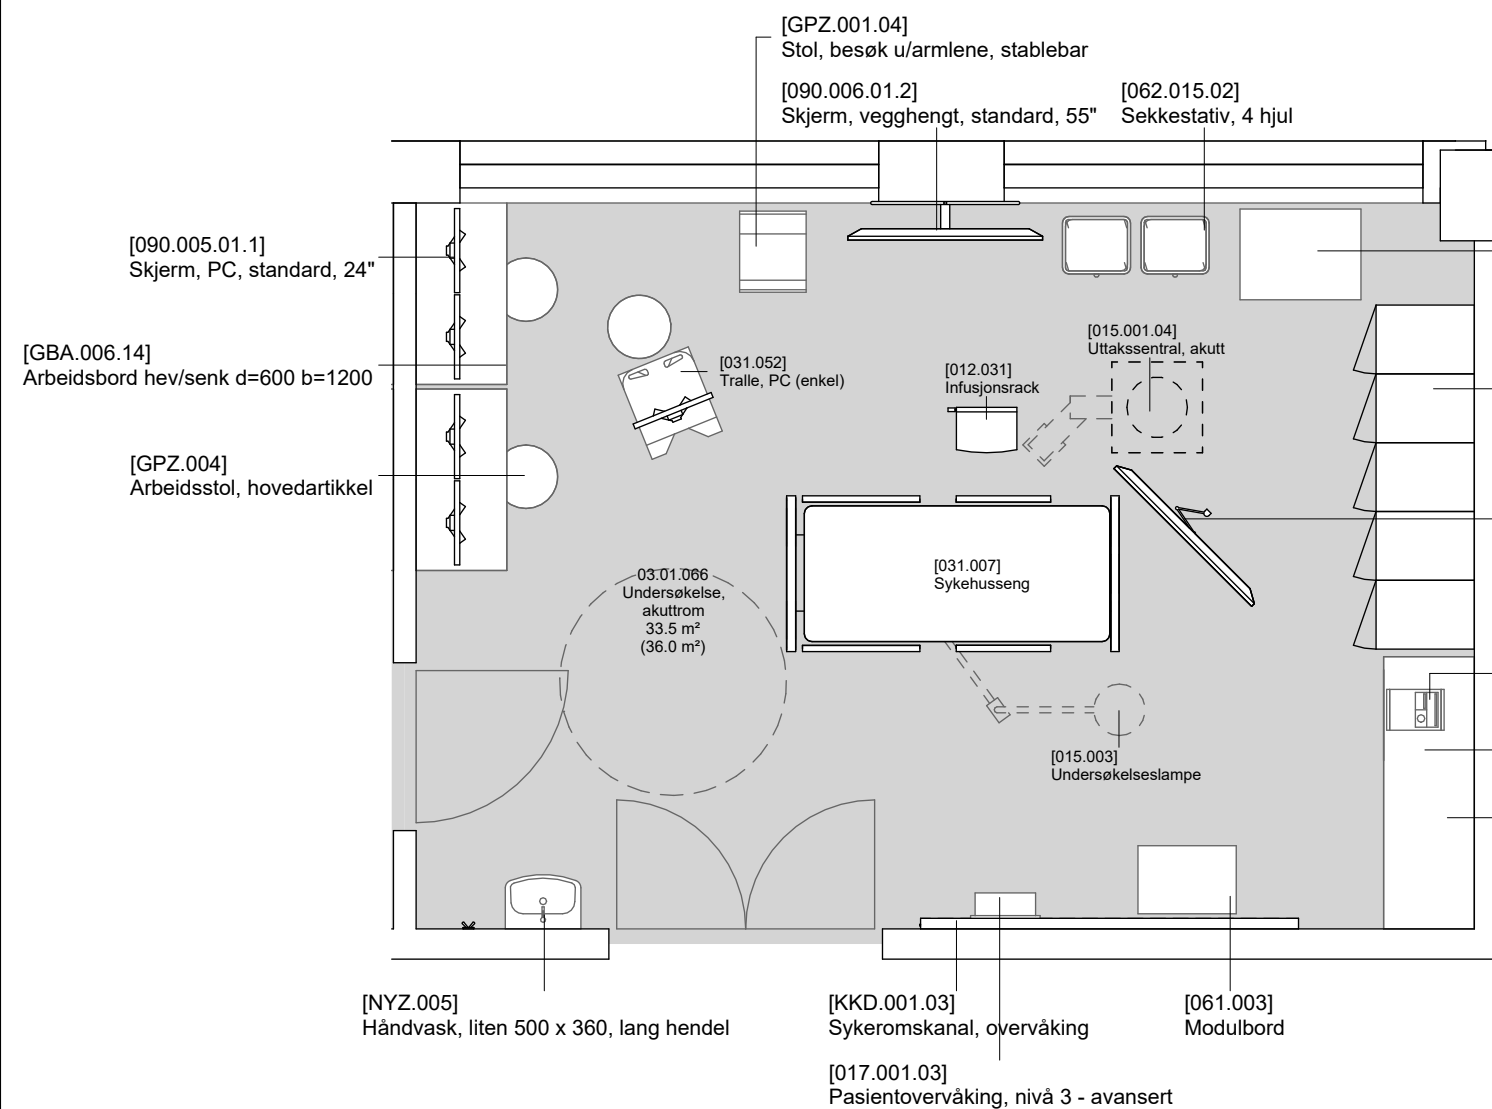 [GPZ.001.04]
Stol, besøk u/armlene, stablebar
[090.006.01.2]
Skjerm, vegghengt, standard, 55"
[062.015.02]
Sekkestativ, 4 hjul
[090.005.01.1]
Skjerm, PC, standard, 24"
[GBA.006.14]
Arbeidsbord hev/senk d=600 b=1200
[GPZ.004]
Arbeidsstol, hovedartikkel
[031.052]
Tralle, PC (enkel)
[012.031]
Infusjonsrack
[015.001.04]
Uttakssentral, akutt
[031.007]
Sykehusseng
03.01.066
Undersøkelse,
akuttrom
33.5 m²
(36.0 m²)
[015.003]
Undersøkelseslampe
[NYZ.005]
Håndvask, liten 500 x 360, lang hendel
[KKD.001.03]
Sykeromskanal, overvåking
[061.003]
Modulbord
[017.001.03]
Pasientovervåking, nivå 3 - avansert